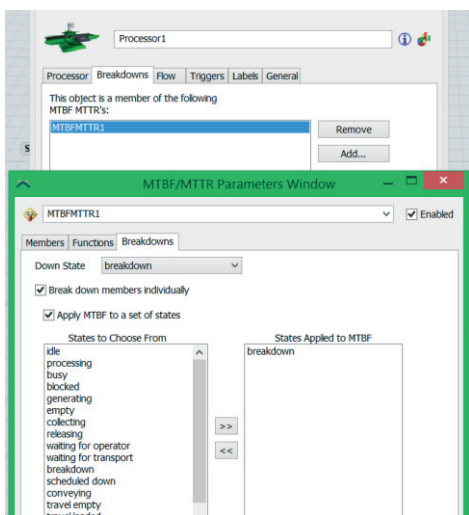 Processor1
Processor Breakdowns Flow Triggers Labels General
This object is a member of the following
MTBF MTTR's:
MTBFMTTR1
Remove
Add...
S
MTBF/MTTR Parameters Window
MTBFMTTR1 Enabled
Members Functions Breakdowns
Down State breakdown
Break down members individually
Apply MTBF to a set of states
States to Choose From States Applied to MTBF
idle breakdown
processing
busy
blocked
generating
empty
collecting
releasing
>>
waiting for operator
waiting for transport
<<
breakdown
scheduled down
conveying
travel empty
travel loaded